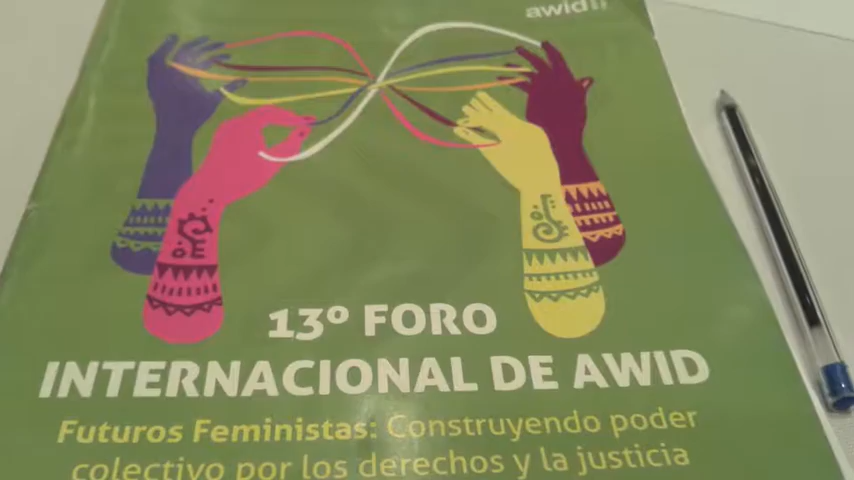 awid
13º FORO
INTERNACIONAL DE AWID
Futuros Feministas: Construyendo poder
colectivo por los derechos y la justicia